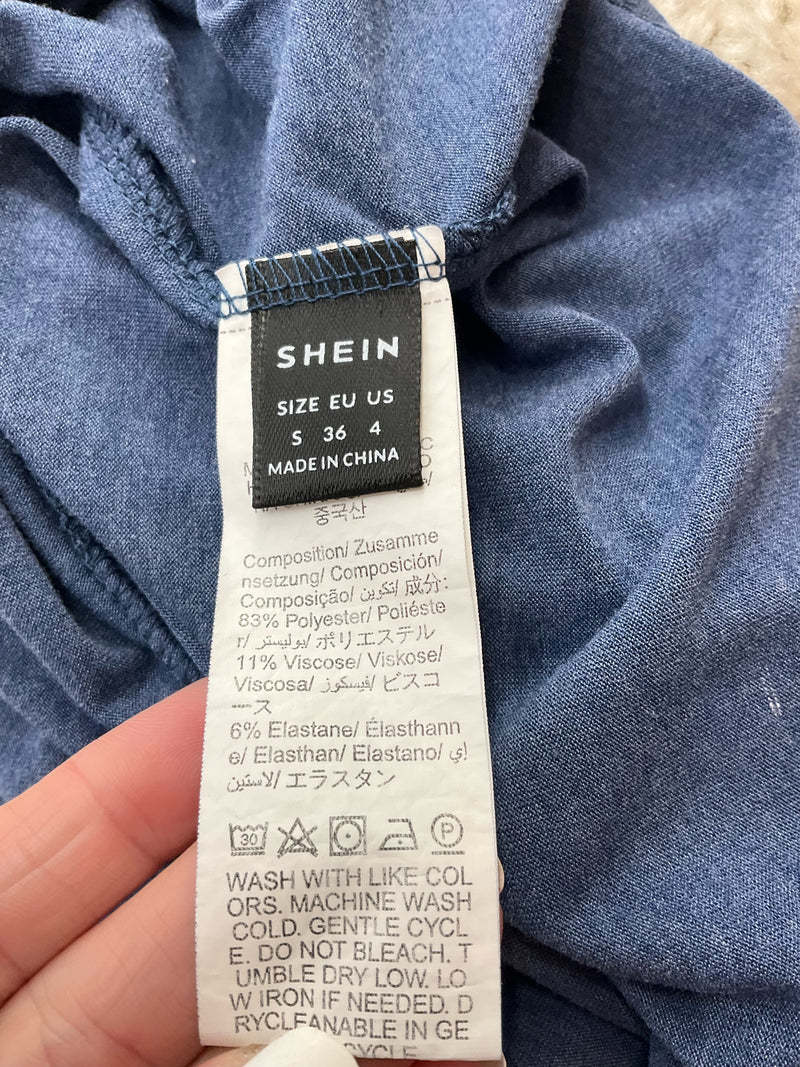 SHEIN
SIZE EU US
S 36 4
MADE IN CHINA
중국산
Composition/ Zusamme
nsetzung/ Composición/
Composição/ تكوين/ 成分:
83% Polyester/ Poliéste
r/ بوليستر/ ポリエステル
11% Viscose/ Viskose/
Viscosa/ فيسكوز/ ビスコ
ース
6% Elastane/ Élasthann
e/ Elasthan/ Elastano/ إي
لاستين/ エラスタン
30 P
WASH WITH LIKE COL
ORS. MACHINE WASH
COLD. GENTLE CYCL
E. DO NOT BLEACH. T
UMBLE DRY LOW. LO
W IRON IF NEEDED. D
RYCLEANABLE IN GE
CYCLE